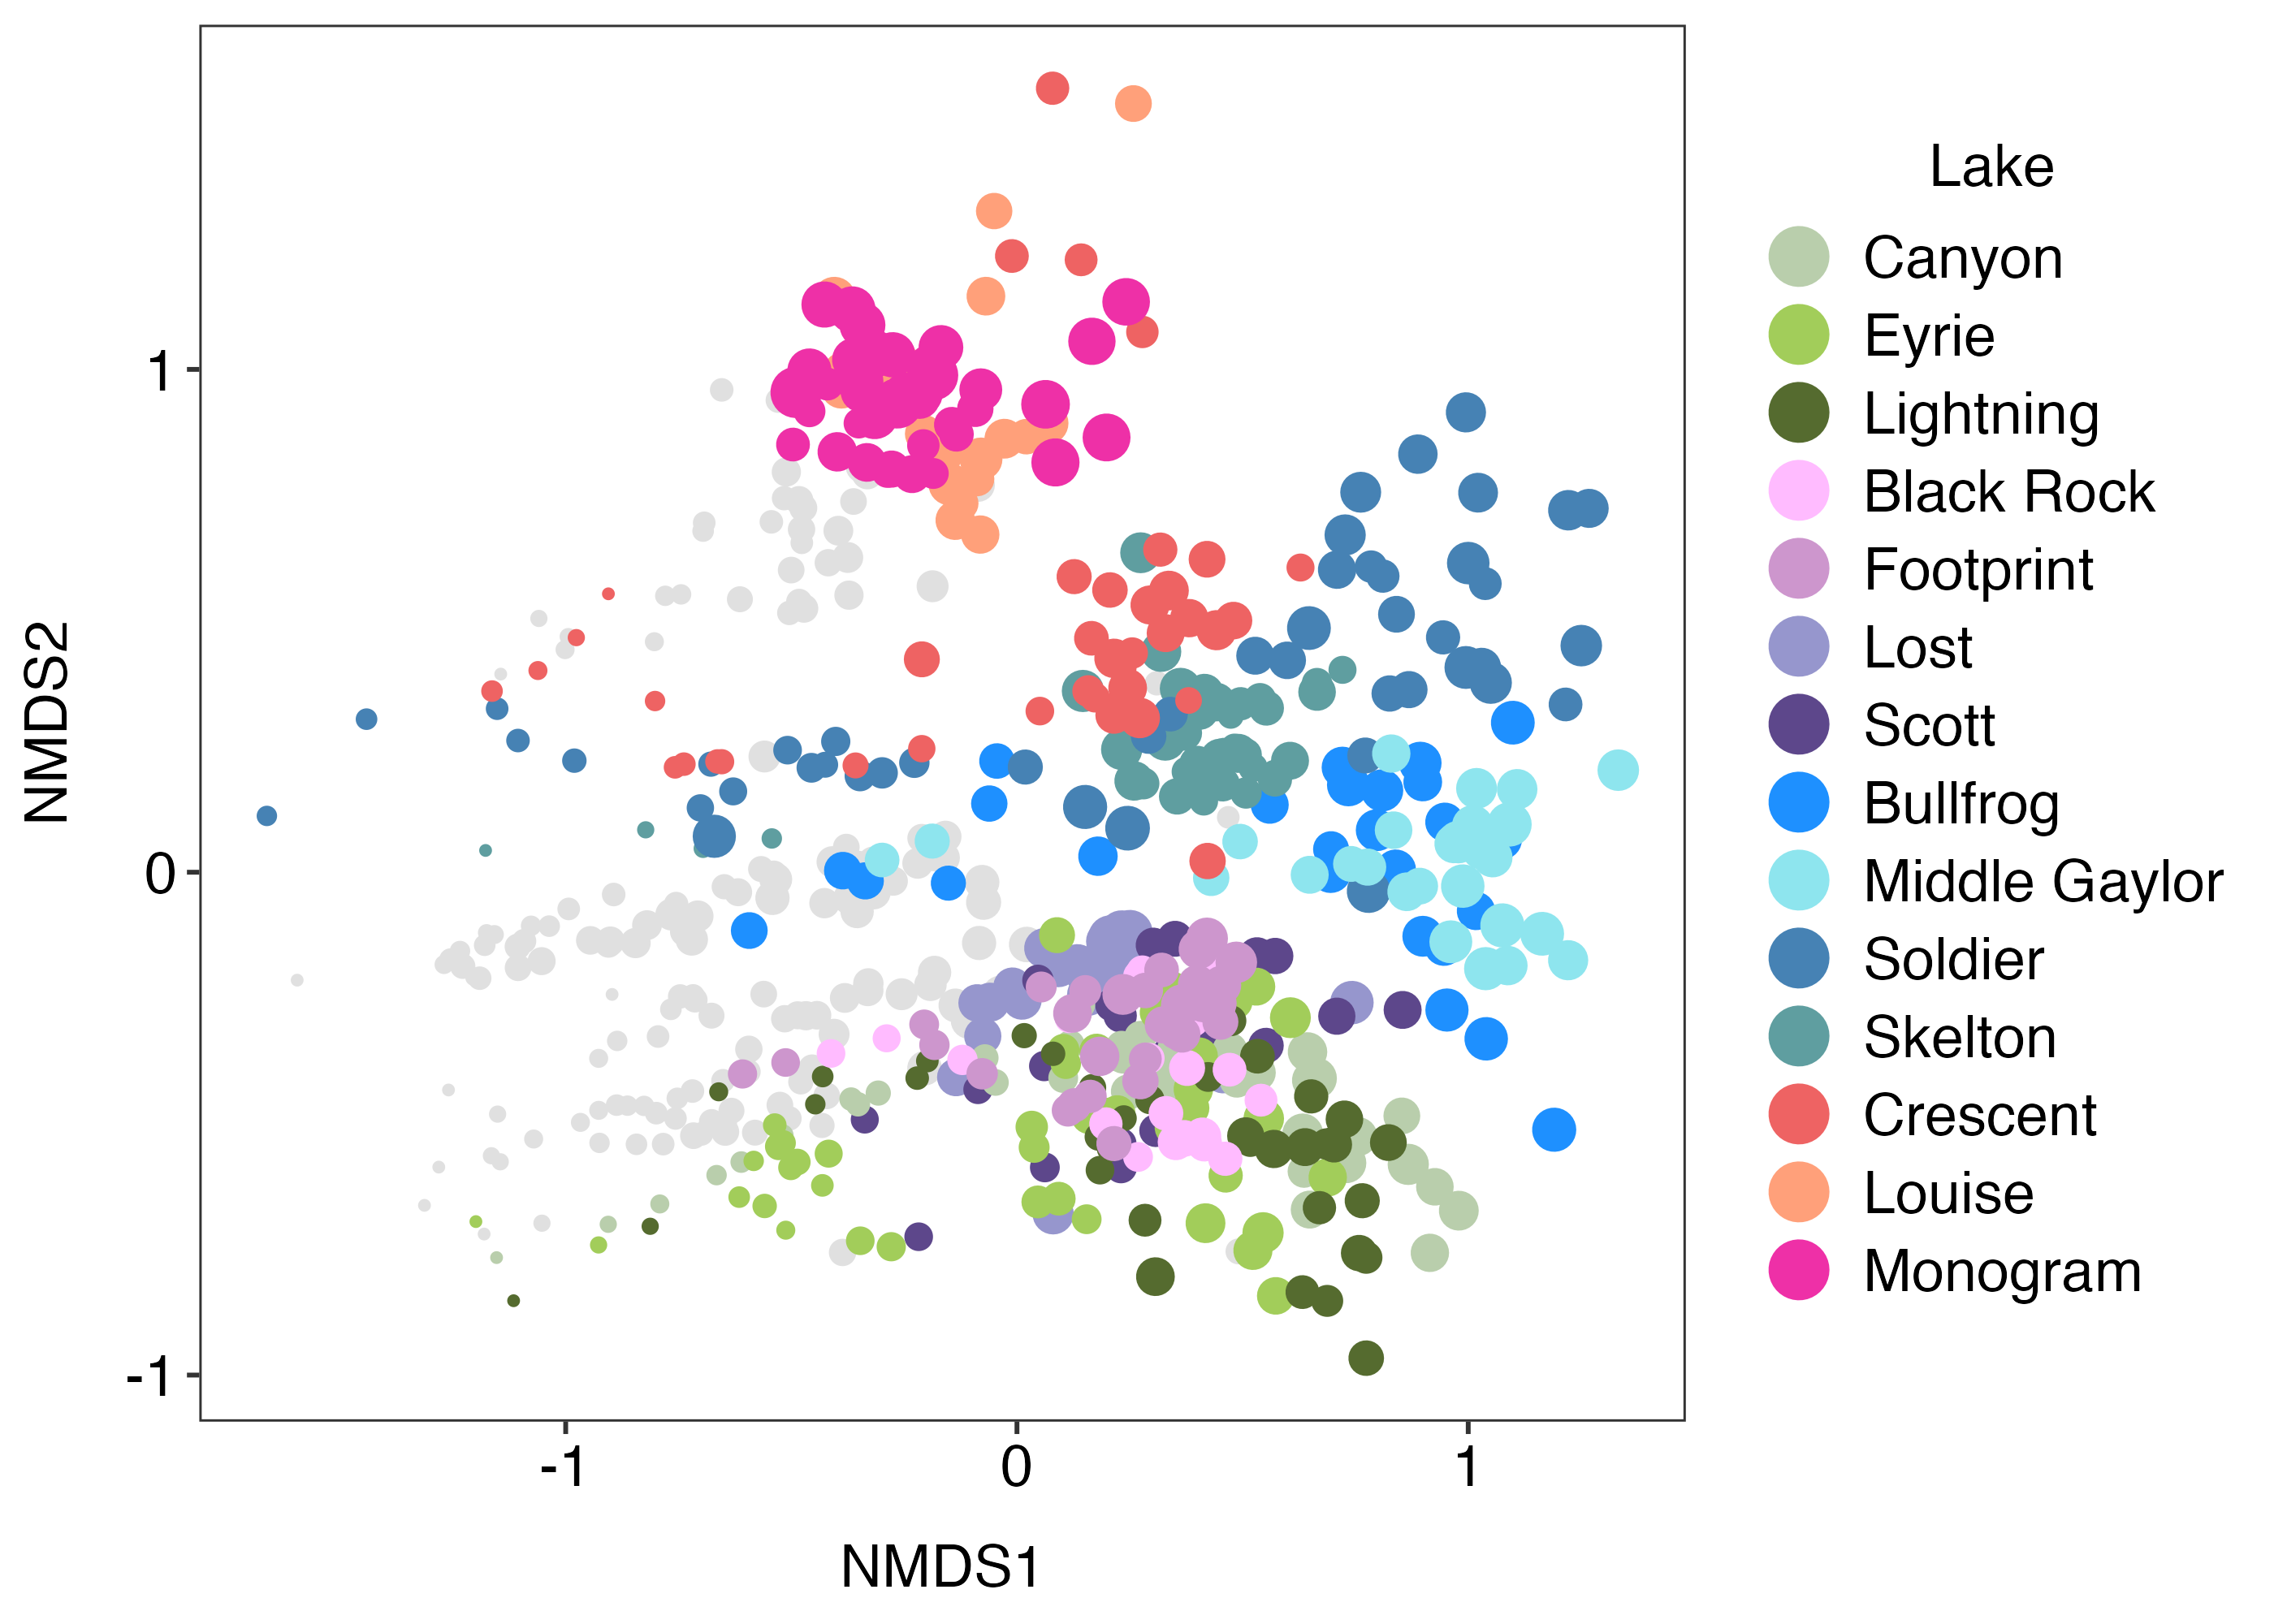 Lake
Canyon
Eyrie
Lightning
Black Rock
Footprint
Lost
Scott
Bullfrog
Middle Gaylor
Soldier
Skelton
Crescent
Louise
Monogram
NMDS2
1
0
-1
-1
0
1
NMDS1